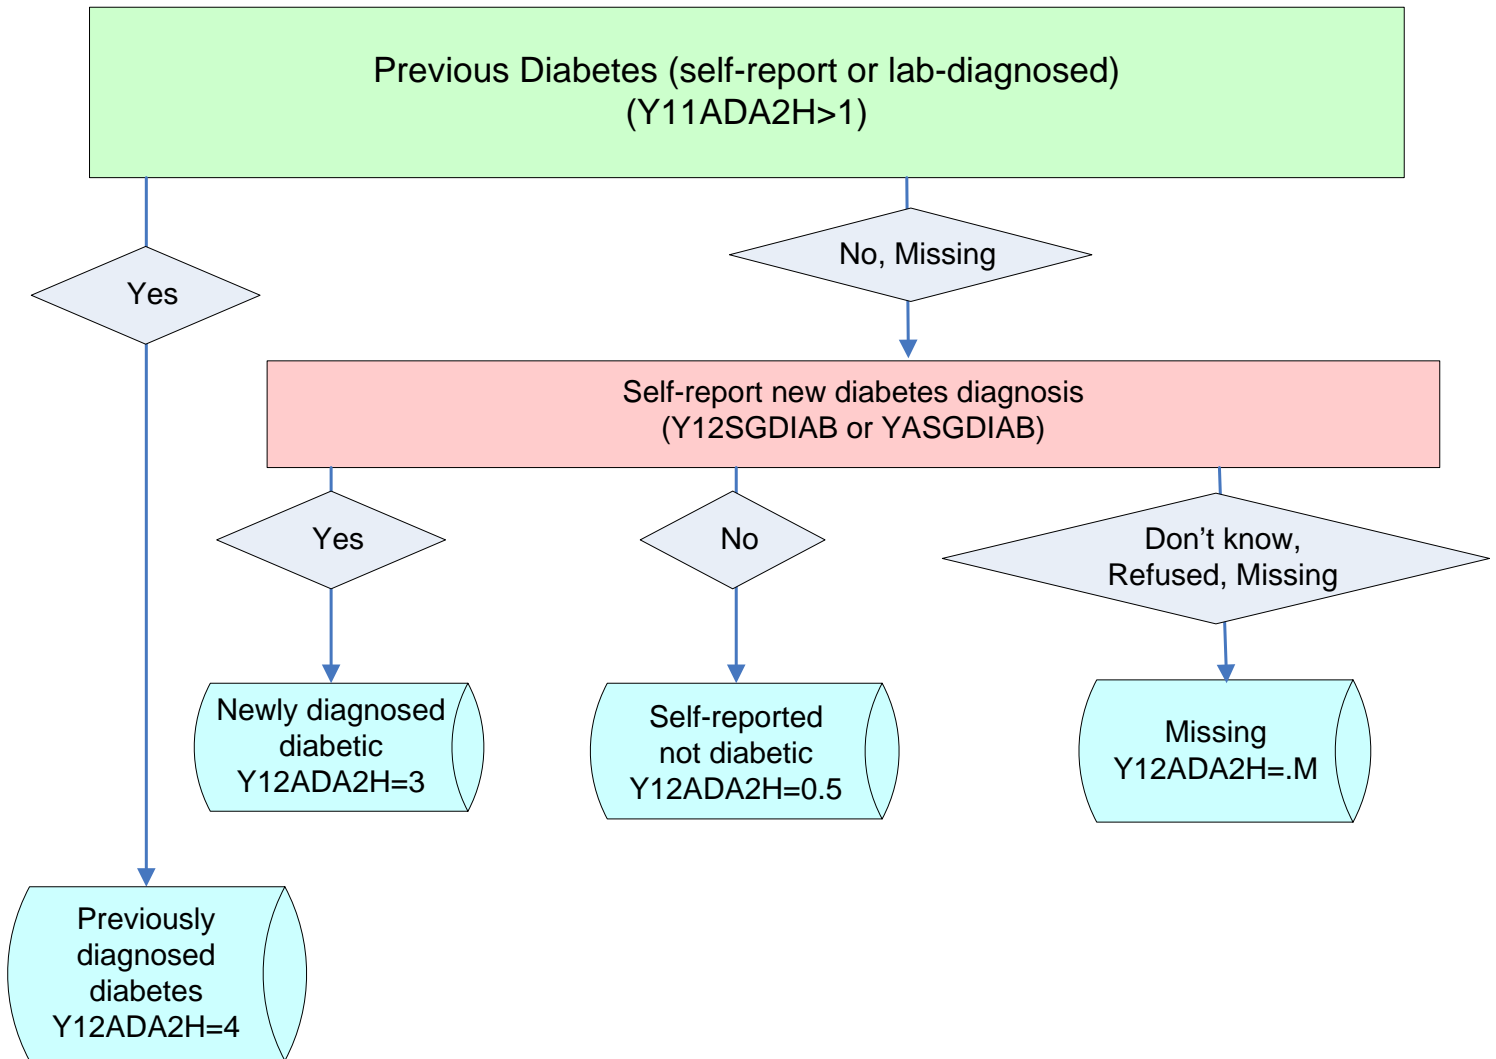 Previous Diabetes (self-report or lab-diagnosed)
(Y11ADA2H>1)
No, Missing
Yes
Self-report new diabetes diagnosis
(Y12SGDIAB or YASGDIAB)
Yes
No
Don’t know,
Refused, Missing
Newly diagnosed
diabetic
Y12ADA2H=3
Self-reported
not diabetic
Y12ADA2H=0.5
Missing
Y12ADA2H=.M
Previously
diagnosed
diabetes
Y12ADA2H=4